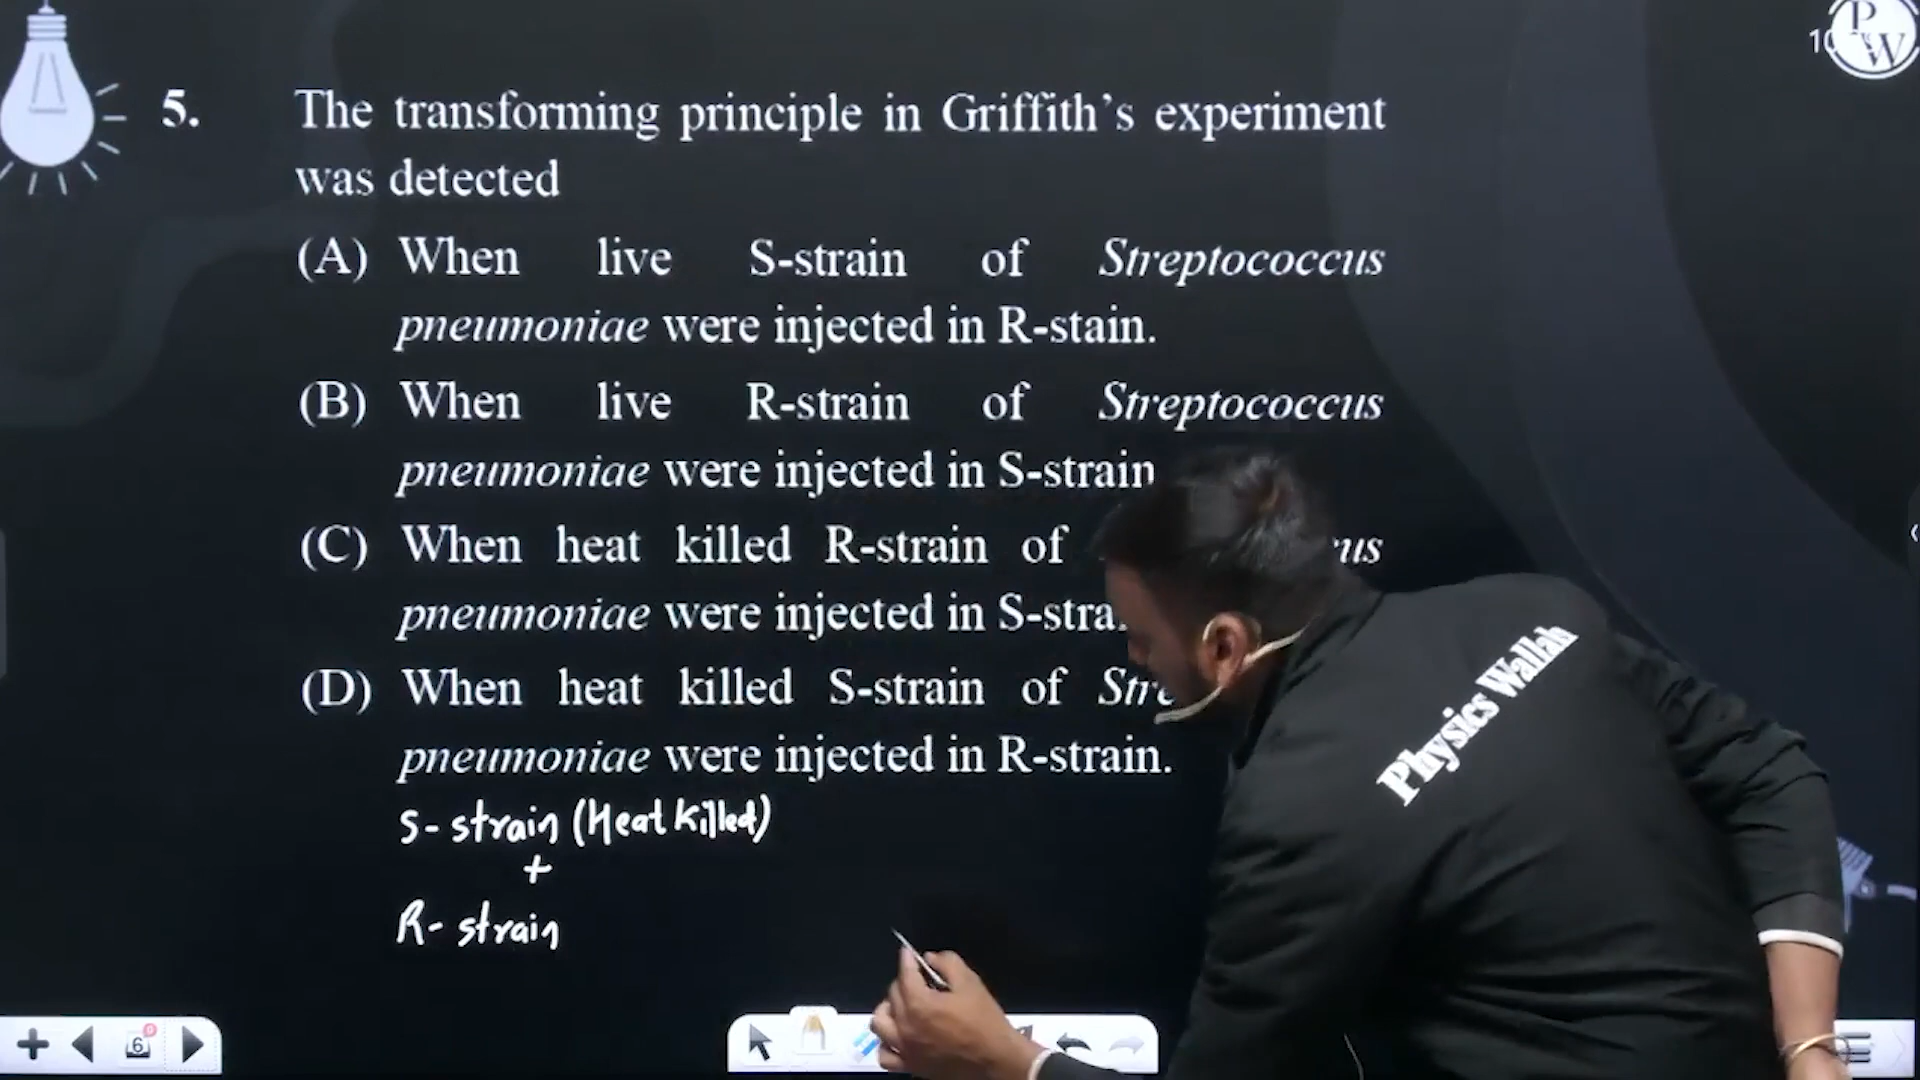 PW
5. The transforming principle in Griffith's experiment
was detected
(A) When live S-strain of Streptococcus
pneumoniae were injected in R-stain.
(B) When live R-strain of Streptococcus
pneumoniae were injected in S-strain
(C) When heat killed R-strain of
pneumoniae were injected in
(D) When heat killed S-strain of
pneumoniae were injected in R-strain.
S-strain (Heat Killed)
+
R-strain
Physics Wallah
6